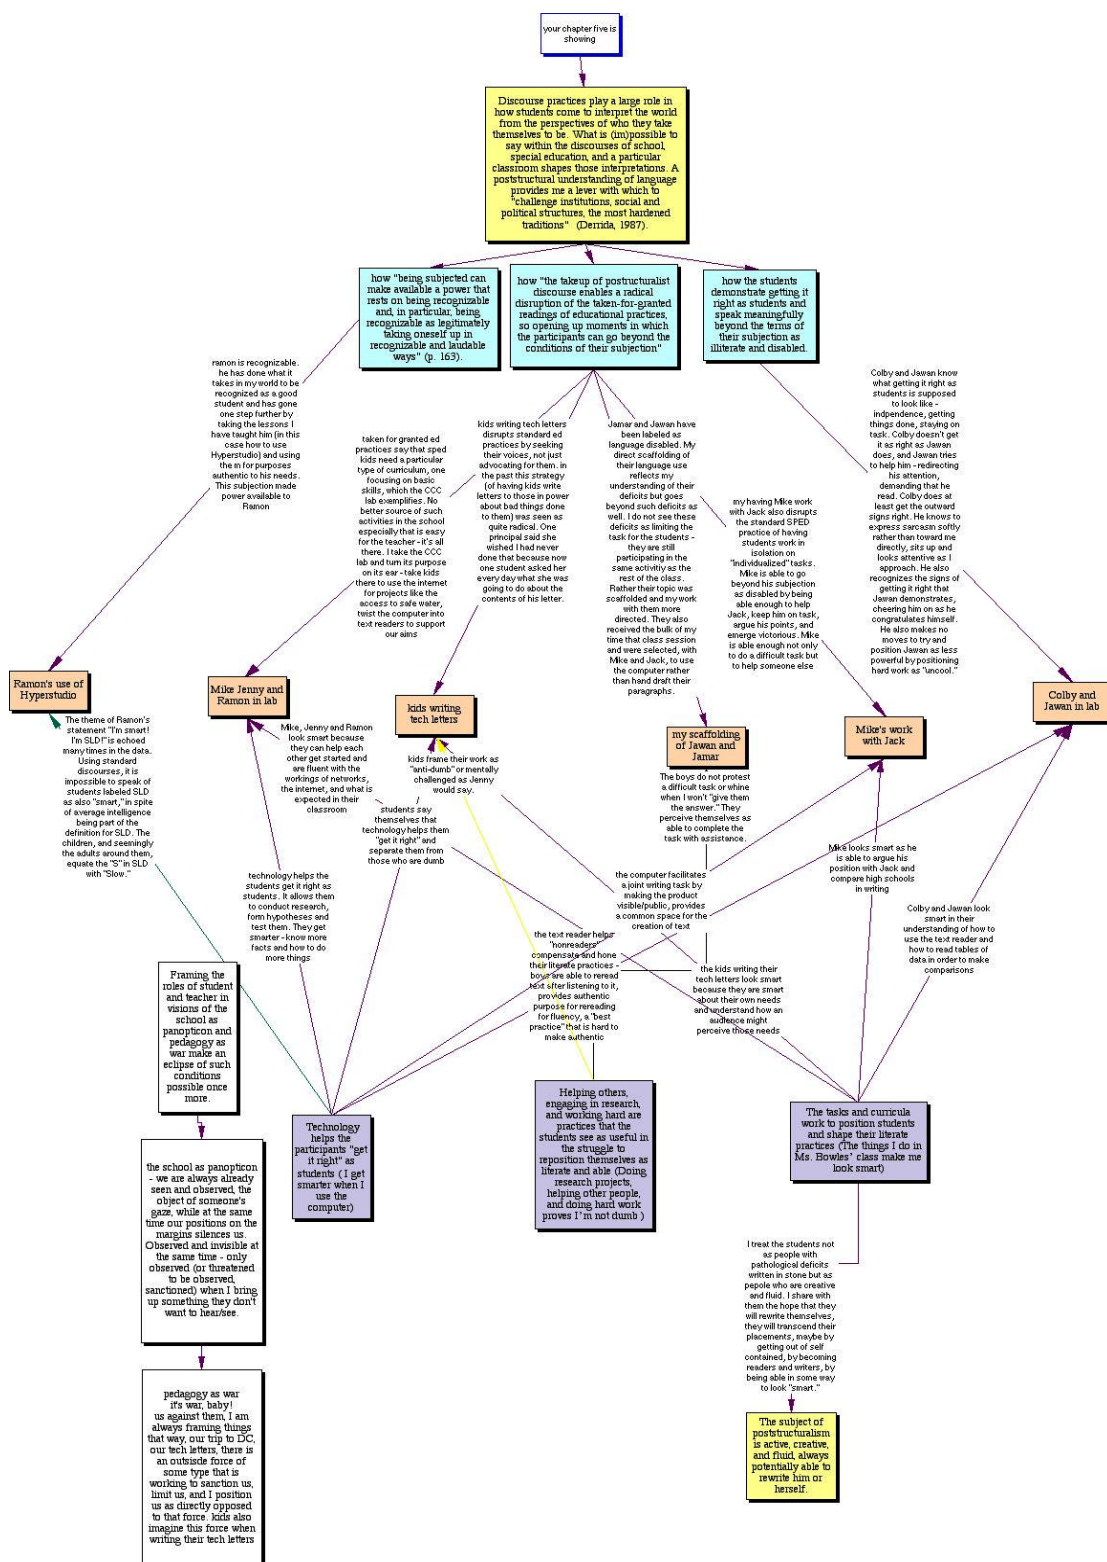 your chapter five is
showing
Discourse practices play a large role in
how students come to interpret the world
from the perspectives of who they take
themselves to be. What is (im)possible to
say within the discourses of school,
special education, and a particular
classroom shapes those interpretations. A
poststructural understanding of language
provides me a lever with which to
"challenge institutions, social and
political structures, the most hardened
traditions" (Derrida, 1987).
how "being subjected can
make available a power that
rests on being recognizable
and, in particular, being
recognizable as legitimately
taking oneself up in
recognizable and laudable
ways" (p. 163).
how "the takeup of postructuralist
discourse enables a radical
disruption of the taken-for-granted
readings of educational practices,
so opening up moments in which
the participants can go beyond the
conditions of their subjection"
how the students
demonstrate getting it
right as students and
speak meaningfully
beyond the terms of
their subjection as
illiterate and disabled.
ramon is recognizable.
he has done what it
takes in my world to be
recognized as a good
student and has gone
one step further by
taking the lessons I
have taught him (in this
case how to use
Hyperstudio) and using
the m for purposes
authentic to his needs.
This subjection made
power available to
Ramon
taken for granted ed
practices say that sped
kids need a particular
type of curriculum, one
focusing on basic
skills, which the CCC
lab exemplifies. No
better source of such
activities in the school
especially that is easy
for the teacher - it's all
there. I take the CCC
lab and turn its purpose
on its ear - take kids
there to use the internet
for projects like the
access to safe water,
twist the computer into
text readers to support
our aims
kids writing tech letters
disrupts standard ed
practices by seeking
their voices, not just
advocating for them. in
the past this strategy
(of having kids write
letters to those in power
about bad things done
to them) was seen as
quite radical. One
principal said she
wished I had never
done that because now
one student asked her
every day what she was
going to do about the
contents of his letter.
Jamar and Jawan have
been labeled as
language disabled. My
direct scaffolding of
their language use
reflects my
understanding of their
deficits but goes
beyond such deficits as
well. I do not see these
deficits as limiting the
task for the students -
they are still
participating in the
same activitiy as the
rest of the class.
Rather their topic was
scaffolded and my work
with them more
directed. They also
received the bulk of my
time that class session
and were selected, with
Mike and Jack, to use
the computer rather
than hand draft their
paragraphs.
my having Mike work
with Jack also disrupts
the standard SPED
practice of having
students work in
isolation on
"individualized" tasks.
Mike is able to go
beyond his subjection
as disabled by being
able enough to help
Jack, keep him on task,
argue his points, and
emerge victorious. Mike
is able enough not only
to do a difficult task but
to help someone else
Colby and Jawan know
what getting it right as
students is supposed
to look like -
indpendence, getting
things done, staying on
task. Colby doesn't get
it as right as Jawan
does, and Jawan tries
to help him - redirecting
his attention,
demanding that he
read. Colby does at
least get the outward
signs right. He knows to
express sarcasm softly
rather than toward me
directly, sits up and
looks attentive as I
approach. He also
recognizes the signs of
getting it right that
Jawan demonstrates,
cheering him on as he
congratulates himself.
He also makes no
moves to try and
position Jawan as less
powerful by positioning
hard work as "uncool."
Ramon's use of
Hyperstudio
Mike Jenny and
Ramon in lab
kids writing
tech letters
my scaffolding
of Jawan and
Jamar
Mike's work
with Jack
Colby and
Jawan in lab
The theme of Ramon's
statement "I'm smart!
I'm SLD!" is echoed
many times in the data.
Using standard
discourses, it is
impossible to speak of
students labeled SLD
as also "smart," in spite
of average intelligence
being part of the
definition for SLD. The
children, and seemingly
the adults around them,
equate the "S" in SLD
with "Slow."
Mike, Jenny and Ramon
look smart because
they can help each
other get started and
are fluent with the
workings of networks,
the internet, and what is
expected in their
classroom
kids frame their work as
"anti-dumb" or mentally
challenged as Jenny
would say.
students say
themselves that
technology helps them
"get it right" and
separate them from
those who are dumb
The boys do not protest
a difficult task or whine
when I won't "give them
the answer." They
perceive themselves as
able to complete the
task with assistance.
technology helps the
students get it right as
students. It allows them
to conduct research,
form hypotheses and
test them. They get
smarter - know more
facts and how to do
more things
the computer facilitates
a joint writing task by
making the product
visible/public, provides
a common space for the
creation of text
Mike looks smart as he
is able to argue his
position with Jack and
compare high schools
in writing
Colby and Jawan look
smart in their
understanding of how to
use the text reader and
how to read tables of
data in order to make
comparisons
the text reader helps
"nonreaders"
compensate and hone
their literate practices -
boys are able to reread
text after listening to it,
provides authentic
purpose for rereading
for fluency, a "best
practice" that is hard to
make authentic
the kids writing their
tech letters look smart
because they are smart
about their own needs
and understand how an
audience might
perceive those needs
Framing the
roles of student
and teacher in
visions of the
school as
panopticon and
pedagogy as
war make an
eclipse of such
conditions
possible once
more.
Technology
helps the
participants "get
it right" as
students ( I get
smarter when I
use the
computer)
Helping others,
engaging in research,
and working hard are
practices that the
students see as useful in
the struggle to
reposition themselves as
literate and able (Doing
research projects,
helping other people,
and doing hard work
proves I'm not dumb )
The tasks and curricula
work to position students
and shape their literate
practices (The things I do in
Ms. Bowles' class make me
look smart)
the school as panopticon
- we are always already
seen and observed, the
object of someone's
gaze, while at the same
time our positions on the
margins silences us.
Observed and invisible at
the same time - only
observed (or threatened
to be observed,
sanctioned) when I bring
up something they don't
want to hear/see.
I treat the students not
as people with
pathological deficits
written in stone but as
pepole who are creative
and fluid. I share with
them the hope that they
will rewrite themselves,
they will transcend their
placements, maybe by
getting out of self
contained, by becoming
readers and writers, by
being able in some way
to look "smart."
pedagogy as war
it's war, baby!
us against them, I am
always framing things
that way, our trip to DC,
our tech letters, there is
an outsisde force of
some type that is
working to sanction us,
limit us, and I position
us as directly opposed
to that force. kids also
imagine this force when
writing their tech letters
The subject of
poststructuralism
is active, creative,
and fluid, always
potentially able to
rewrite him or
herself.